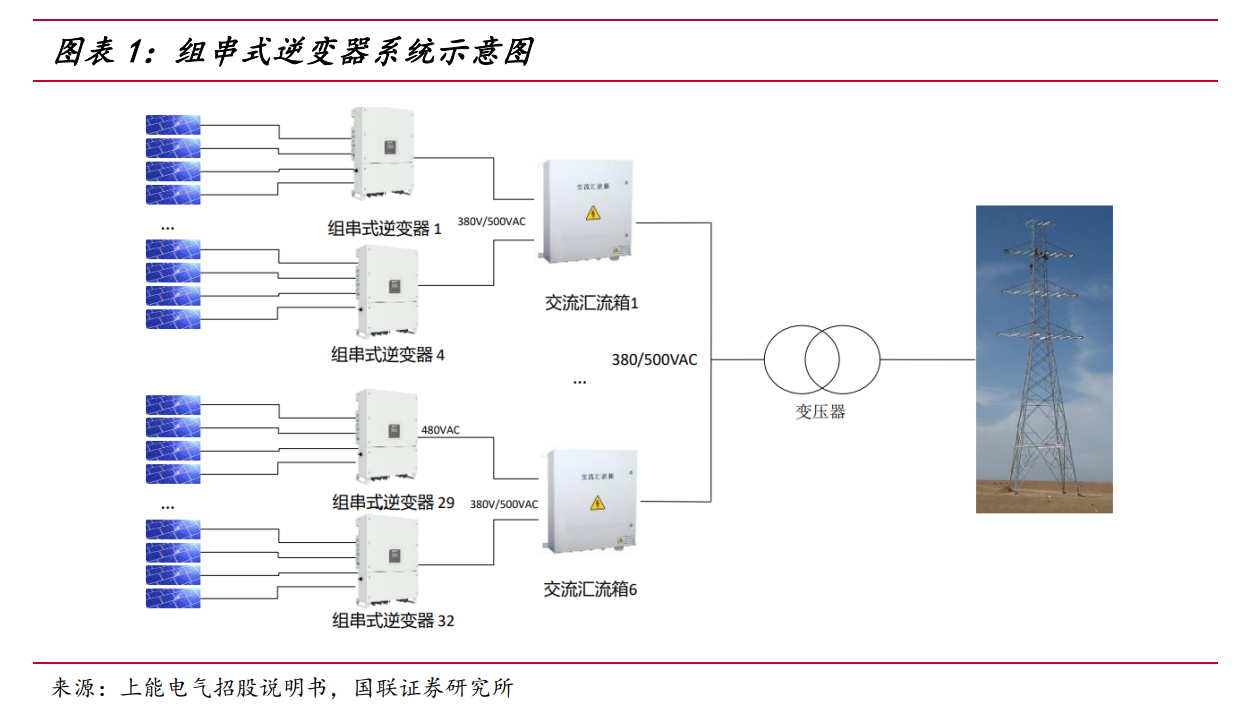 图表 1：组串式逆变器系统示意图
交流汇流箱
组串式逆变器 1
380V/500VAC
...
交流汇流箱1
组串式逆变器 4
380/500VAC
...
变压器
480VAC
交流汇流箱
组串式逆变器 29
380V/500VAC
...
交流汇流箱6
组串式逆变器 32
来源：上能电气招股说明书，国联证券研究所